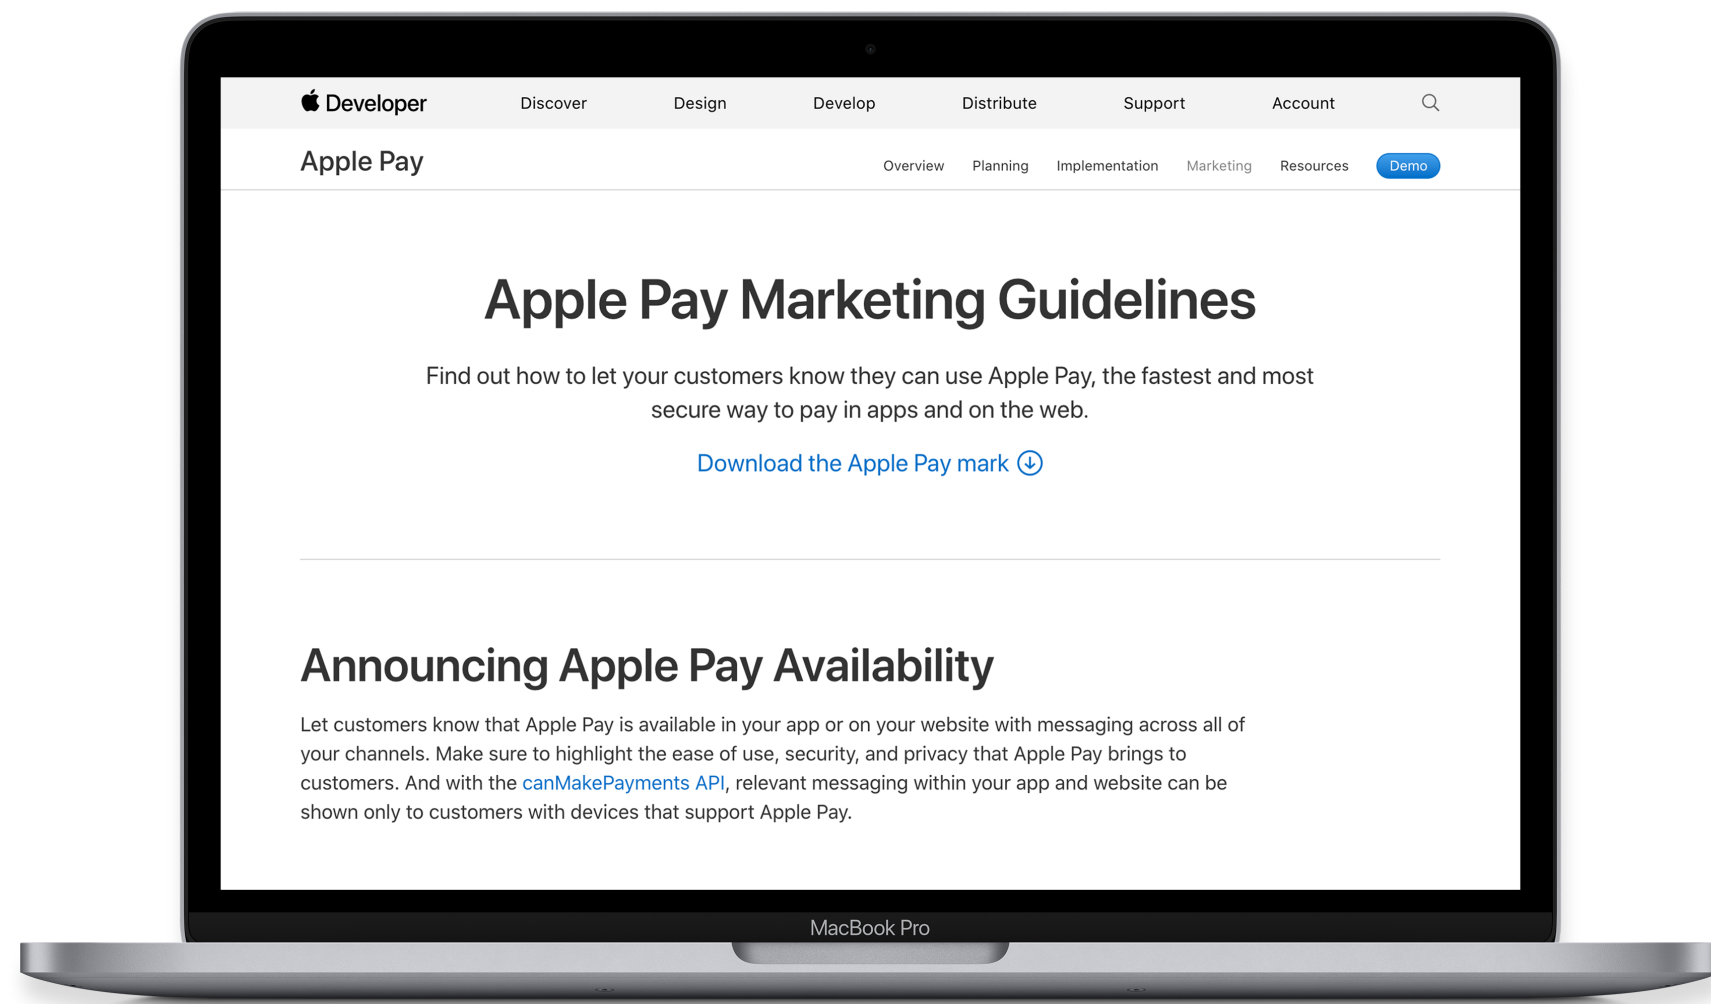 Developer
Discover
Design
Develop
Distribute
Support
Account
Apple Pay
Overview
Planning
Implementation
Marketing
Resources
Demo
Apple Pay Marketing Guidelines
Find out how to let your customers know they can use Apple Pay, the fastest and most
secure way to pay in apps and on the web.
Download the Apple Pay mark
Announcing Apple Pay Availability
Let customers know that Apple Pay is available in your app or on your website with messaging across all of
your channels. Make sure to highlight the ease of use, security, and privacy that Apple Pay brings to
customers. And with the canMakePayments API, relevant messaging within your app and website can be
shown only to customers with devices that support Apple Pay.
MacBook Pro